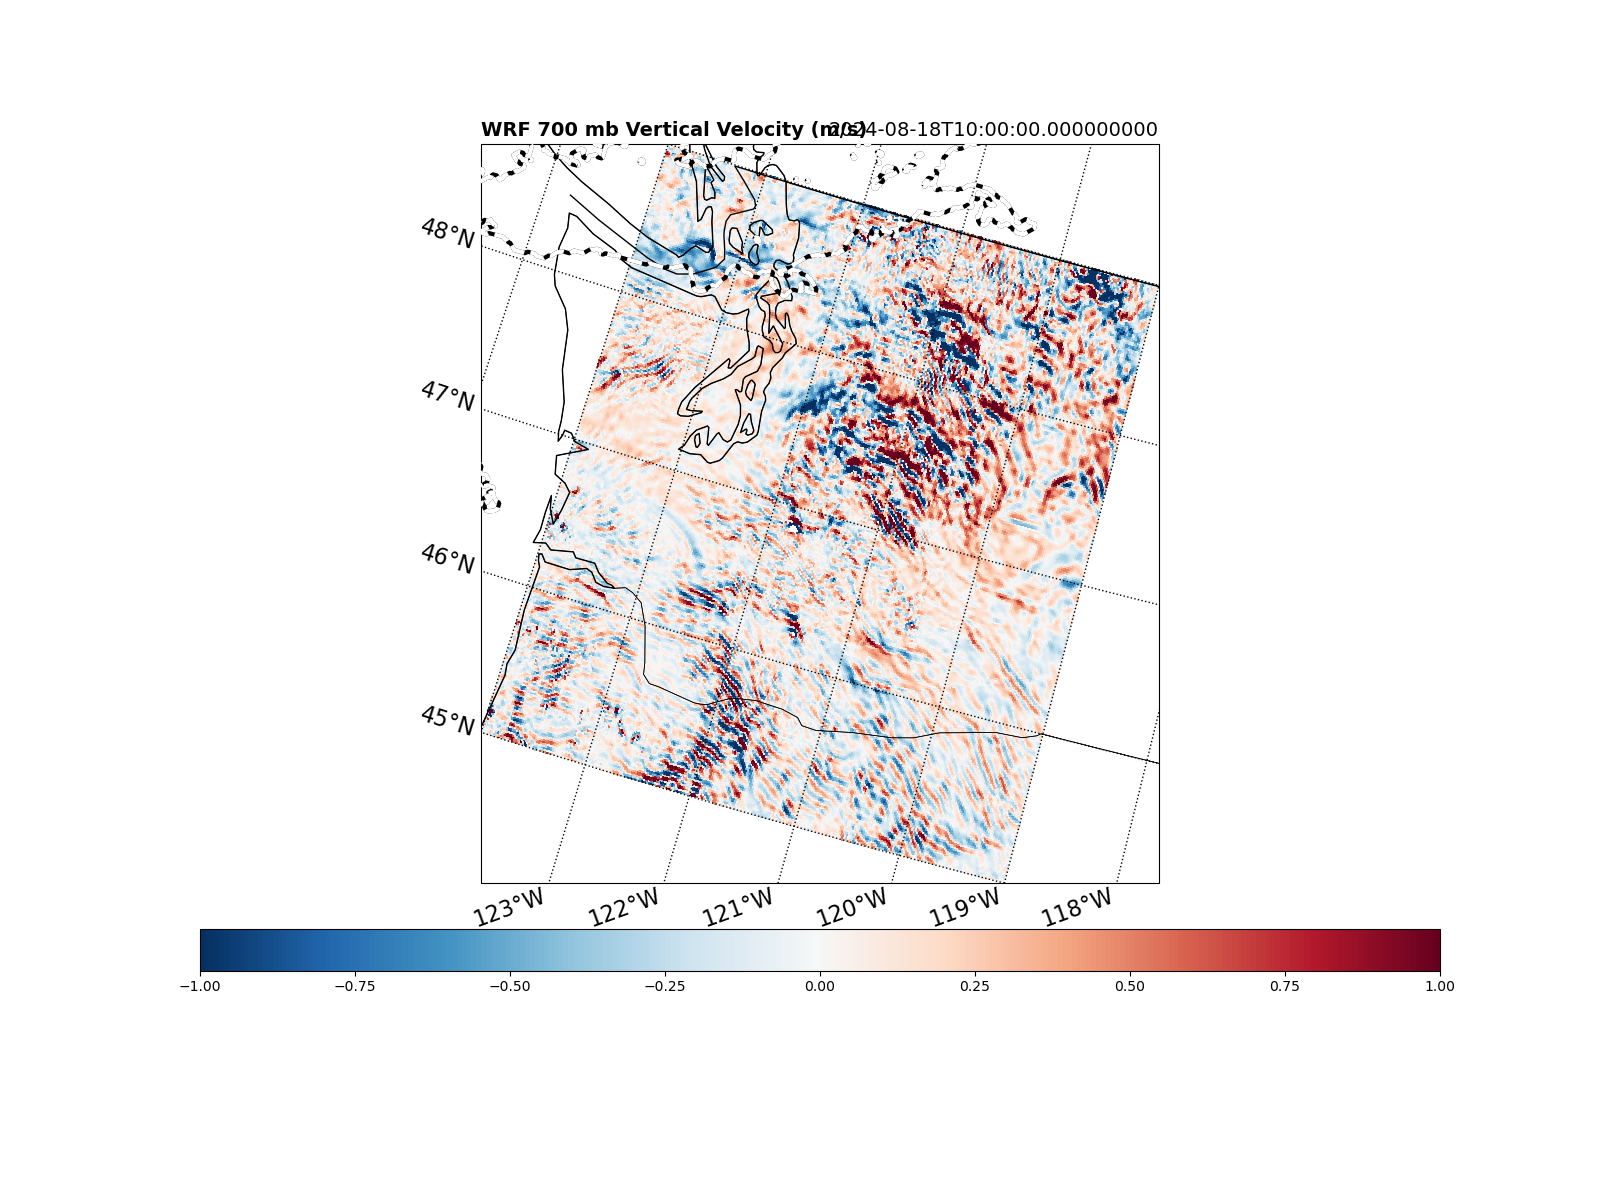 WRF 700 mb Vertical Velocity (m/s) 2024-08-18T10:00:00.000000000
48°N
47°N
46°N
45°N
123°W 122°W 121°W 120°W 119°W 118°W
−1.00 −0.75 −0.50 −0.25 0.00 0.25 0.50 0.75 1.00